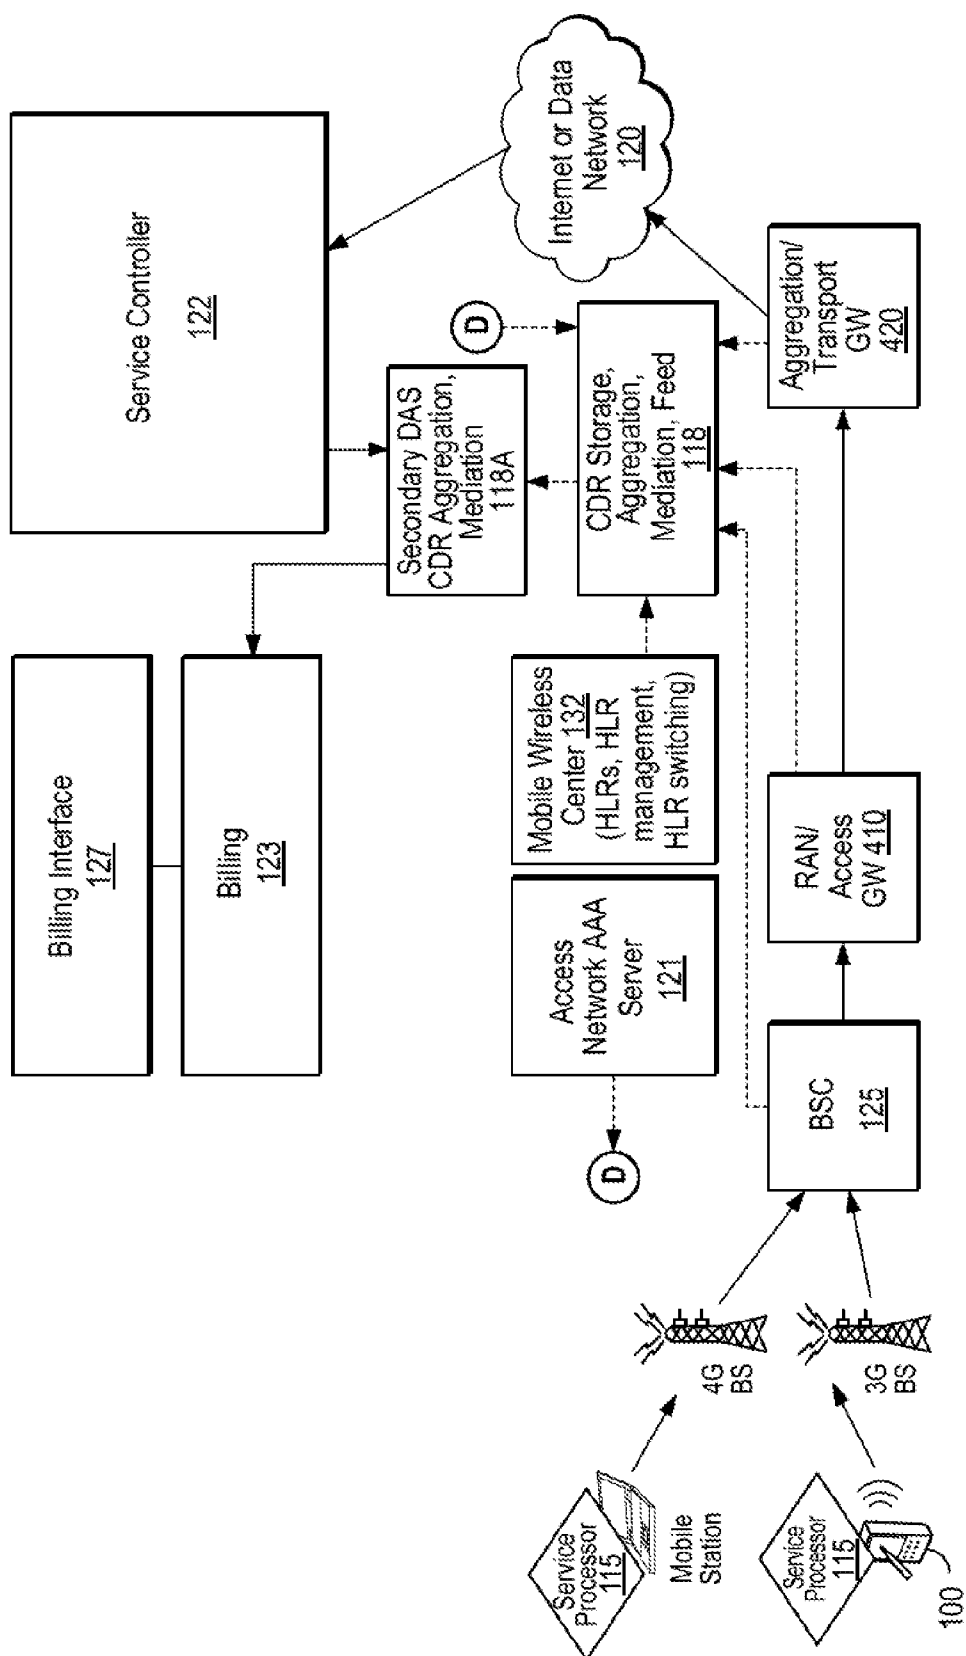 Billing Interface
127
Billing
123
Service Controller
122
Secondary DAS
CDR Aggregation,
Mediation
118A
D
Access
Network AAA
Server
121
Mobile Wireless
Center 132
(HLRs, HLR
management,
HLR switching)
CDR Storage,
Aggregation,
Mediation, Feed
118
D
Internet or Data
Network
120
Service
Processor
115
Mobile
Station
4G
BS
Service
Processor
115
100
3G
BS
BSC
125
RAN/
Access
GW 410
Aggregation/
Transport
GW
420